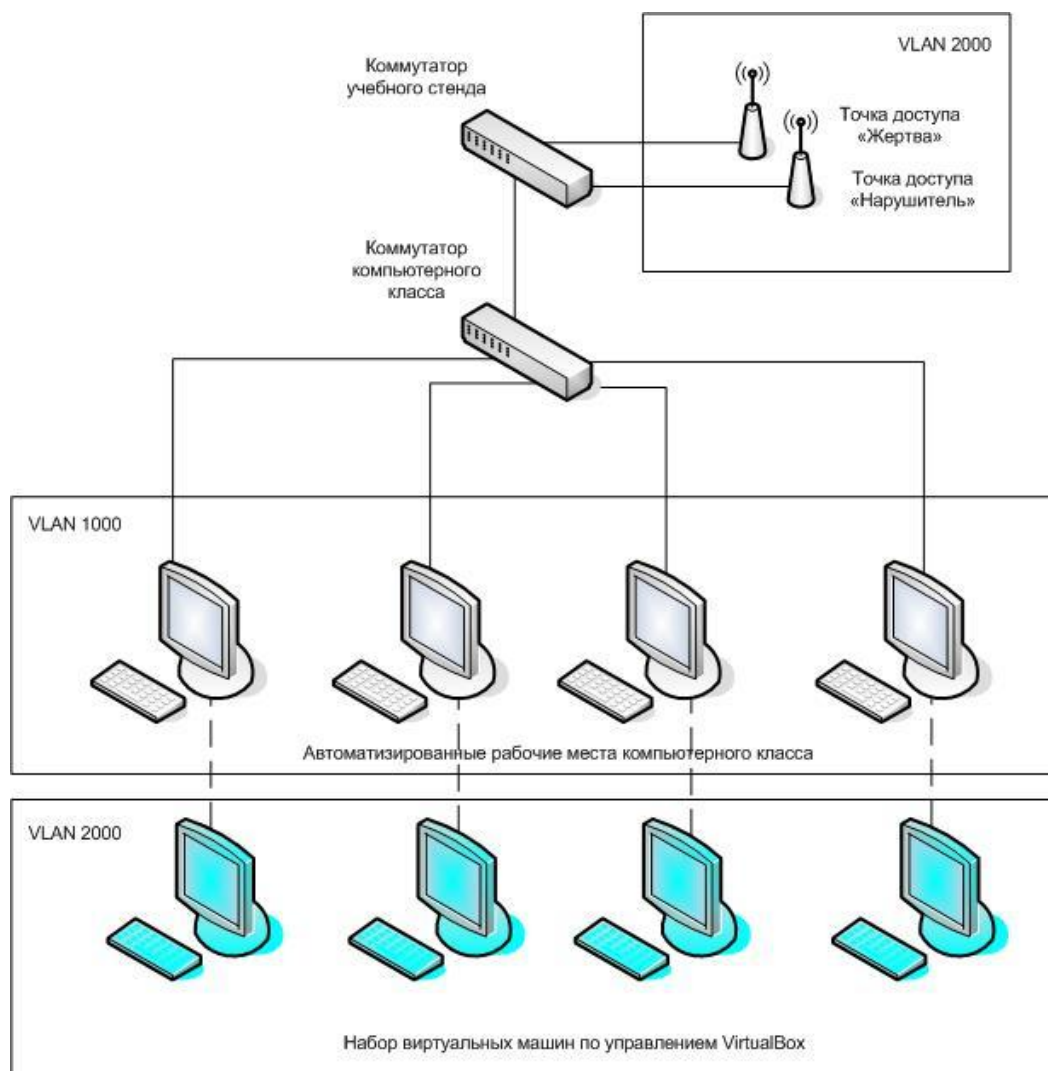 VLAN 2000
Коммутатор
учебного стенда
Точка доступа
«Жертва»
Точка доступа
«Нарушитель»
Коммутатор
компьютерного
класса
VLAN 1000
Автоматизированные рабочие места компьютерного класса
VLAN 2000
Набор виртуальных машин по управлением VirtualBox